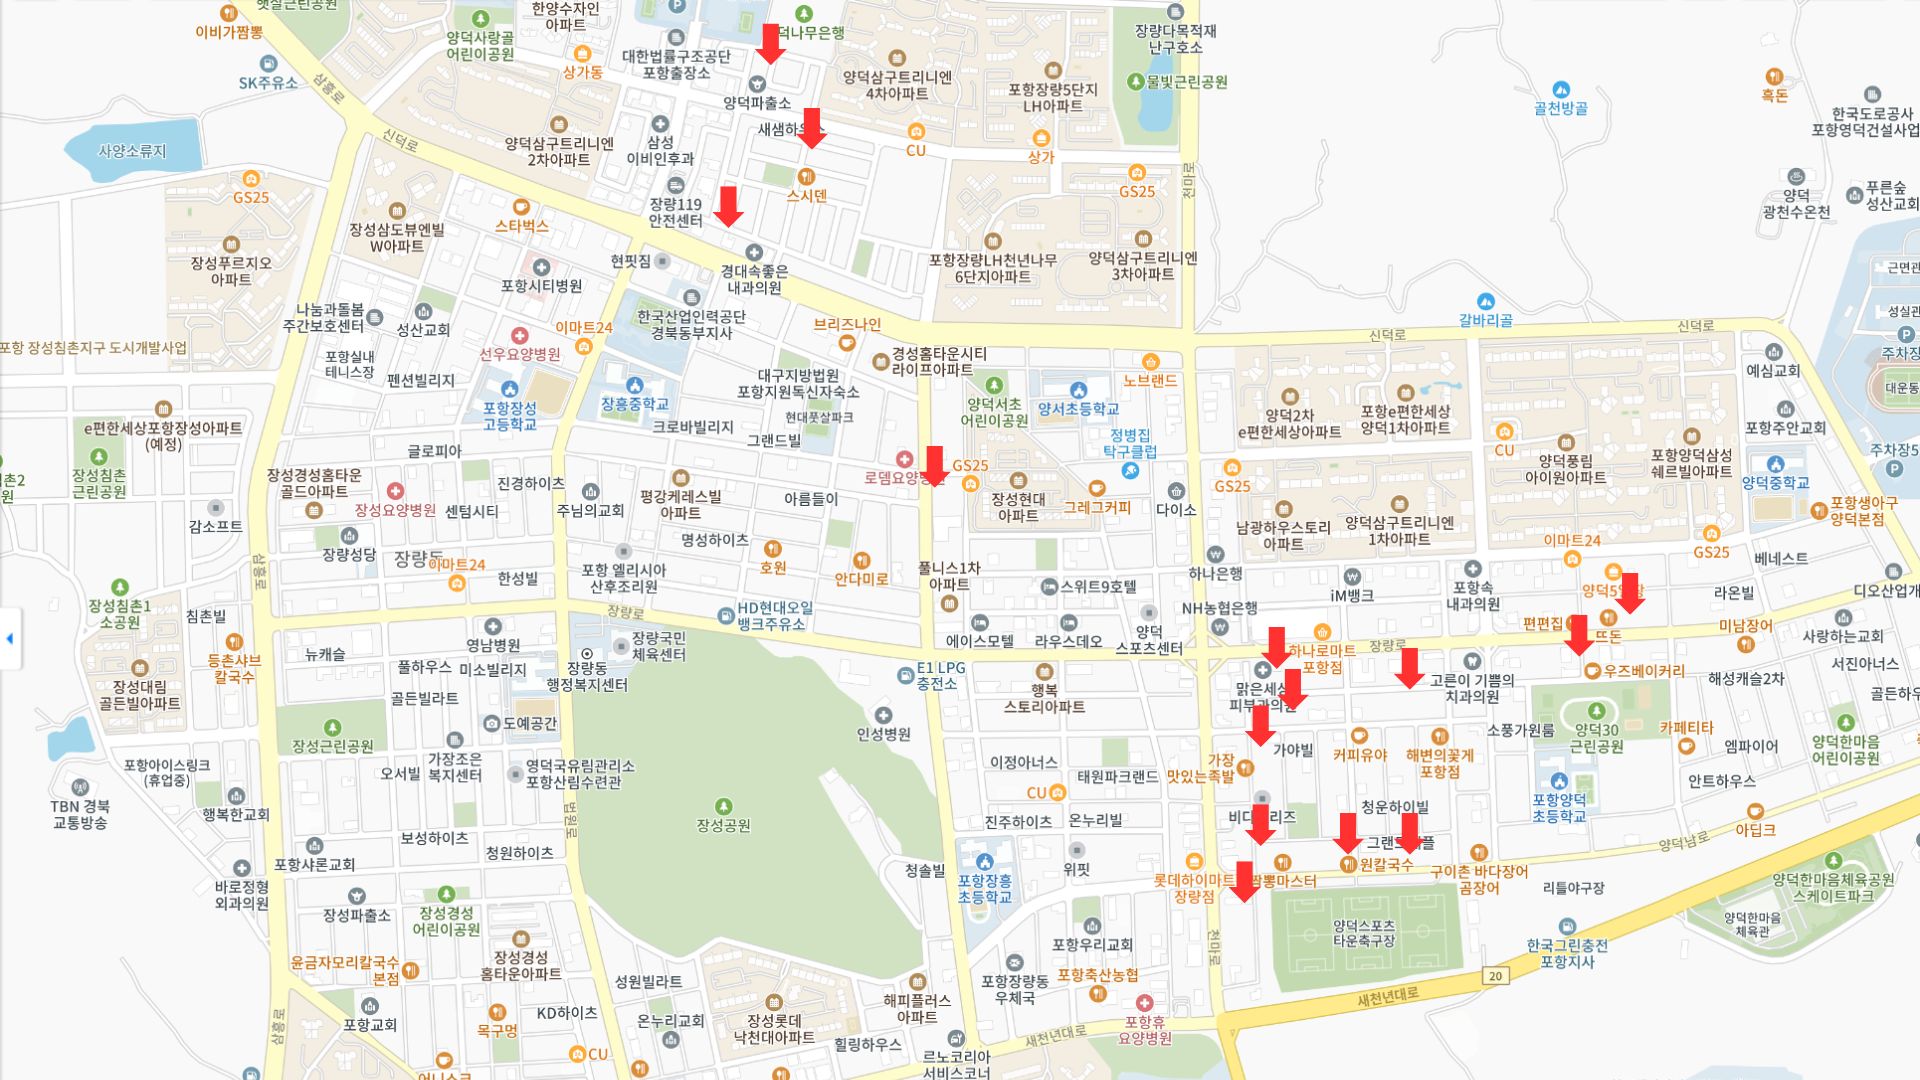 햇살근린공원
이비가짬뽕
SK주유소
양덕사랑골
어린이공원
한양수자인
아파트
상가동
대한법률구조공단
포항출장소
P
덕나무은행
양덕파출소
양덕삼구트리니엔
4차아파트
포항장량5단지
LH아파트
장량다목적재
난구호소
물빛근린공원
골천방골
흑돈
한국도로공사
포항영덕건설사업
사양소류지
삼흥로
신덕로
양덕삼구트리니엔
2차아파트
삼성
이비인후과
CU
상가
GS25
천마로
양덕
광천수온천
푸른숲
성산교회
GS25
장성푸르지오
아파트
장성삼도뷰엔빌
W아파트
스타벅스
장량119
안전센터
스시덴
현핏짐
경대속좋은
내과의원
포항장량LH천년나무
6단지아파트
양덕삼구트리니엔
3차아파트
포항시티병원
나눔과돌봄
주간보호센터
성산교회
한국산업인력공단
경북동부지사
이마트24
브리즈나인
갈바리골
신덕로
신덕로
포항 장성침촌지구 도시개발사업
포항실내
테니스장
펜션빌리지
선우요양병원
포항장성
고등학교
장흥중학교
대구지방법원
포항지원독신자숙소
현대풋살파크
크로바빌리지
그랜드빌
경성홈타운시티
라이프아파트
양덕서초
어린이공원
양서초등학교
노브랜드
정병집
탁구클럽
양덕2차
e편한세상아파트
포항e편한세상
양덕1차아파트
CU
양덕풍림
아이원아파트
포항양덕삼성
쉐르빌아파트
예심교회
포항주안교회
양덕중학교
포항생아구
양덕본점
P
P
e편한세상포항장성아파트
(예정)
장성침촌
근린공원
글로피아
장성경성홈타운
골드아파트
장성요양병원
센텀시티
진경하이츠
주님의교회
평강케레스빌
아파트
아름들이
GS25
장성현대
아파트
그레그커피
다이소
GS25
남광하우스토리
아파트
양덕삼구트리니엔
1차아파트
이마트24
GS25
베네스트
감소프트
장량성당
이마트24
한성빌
명성하이츠
포항 엘리시아
산후조리원
호원
안다미로
풀니스1차
아파트
스위트9호텔
하나은행
iM뱅크
포항속
내과의원
라온빌
삼흥로
장성침촌1
소공원
침촌빌
등촌샤브
칼국수
장성대림
골든빌아파트
장량로
HD현대오일
뱅크주유소
에이스모텔
라우스데오
양덕
스포츠센터
NH농협은행
하나로마트
포항점
장량로
편편집
뜨돈
미남장어
사랑하는교회
서진아너스
뉴캐슬
영남병원
풀하우스
미소빌리지
골든빌라트
장량동
행정복지센터
장량국민
체육센터
E1 LPG
충전소
행복
스토리아파트
피부과의원
고른이 기쁨의
치과의원
우즈베이커리
해성캐슬2차
장성근린공원
도예공간
인성병원
이정아너스
태원파크랜드
가장
맛있는족발
가야빌
커피유야
해변의꽃게
포항점
소풍가원룸
양덕30
근린공원
카페티타
엠파이어
양덕한마음
어린이공원
포항아이스링크
(휴업중)
TBN 경북
교통방송
행복한교회
오서빌
가장조은
복지센터
영덕국유림관리소
포항산림수련관
장성공원
CU
진주하이츠
온누리빌
청운하이빌
포항양덕
초등학교
안트하우스
아딥크
양덕남로
보성하이츠
청원하이츠
법원로
포항샤론교회
바로정형
외과의원
장성파출소
장성경성
어린이공원
청솔빌
포항장흥
초등학교
위핏
롯데하이마트
장량점
짬뽕마스터
원칼국수
구이촌 바다장어
곰장어
리틀야구장
양덕한마음체육공원
스케이트파크
양덕한마음
체육관
윤금자모리칼국수
본점
장성경성
홈타운아파트
포항우리교회
양덕스포츠
타운축구장
한국그린충전
포항지사
천마로
20
새천년대로
성원빌라트
포항교회
목구멍
KD하이츠
온누리교회
장성롯데
낙천대아파트
해피플러스
아파트
포항장량동
우체국
포항축산농협
포항휴
요양병원
삼흥로
CU
힐링하우스
르노코리아
서비스코너
새천년대로